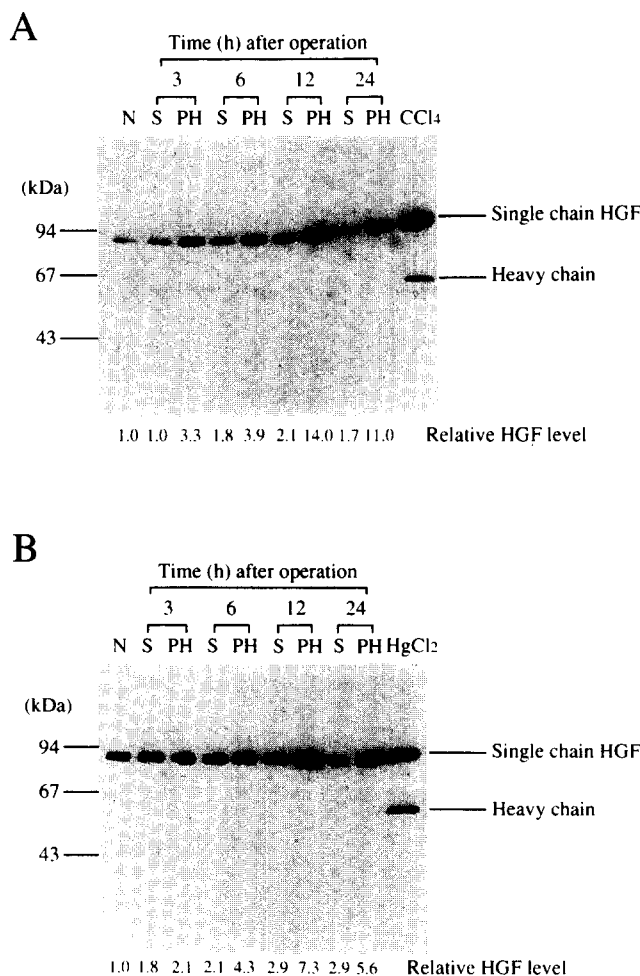 A
Time (h) after operation
3 6 12 24
N S PH S PH S PH S PH CCl₄
(kDa)
94
67
43
Single chain HGF
Heavy chain
1.0 1.0 3.3 1.8 3.9 2.1 14.0 1.7 11.0 Relative HGF level
B
Time (h) after operation
3 6 12 24
N S PH S PH S PH S PH HgCl₂
(kDa)
94
67
43
Single chain HGF
Heavy chain
1.0 1.8 2.1 2.1 4.3 2.9 7.3 2.9 5.6 Relative HGF level